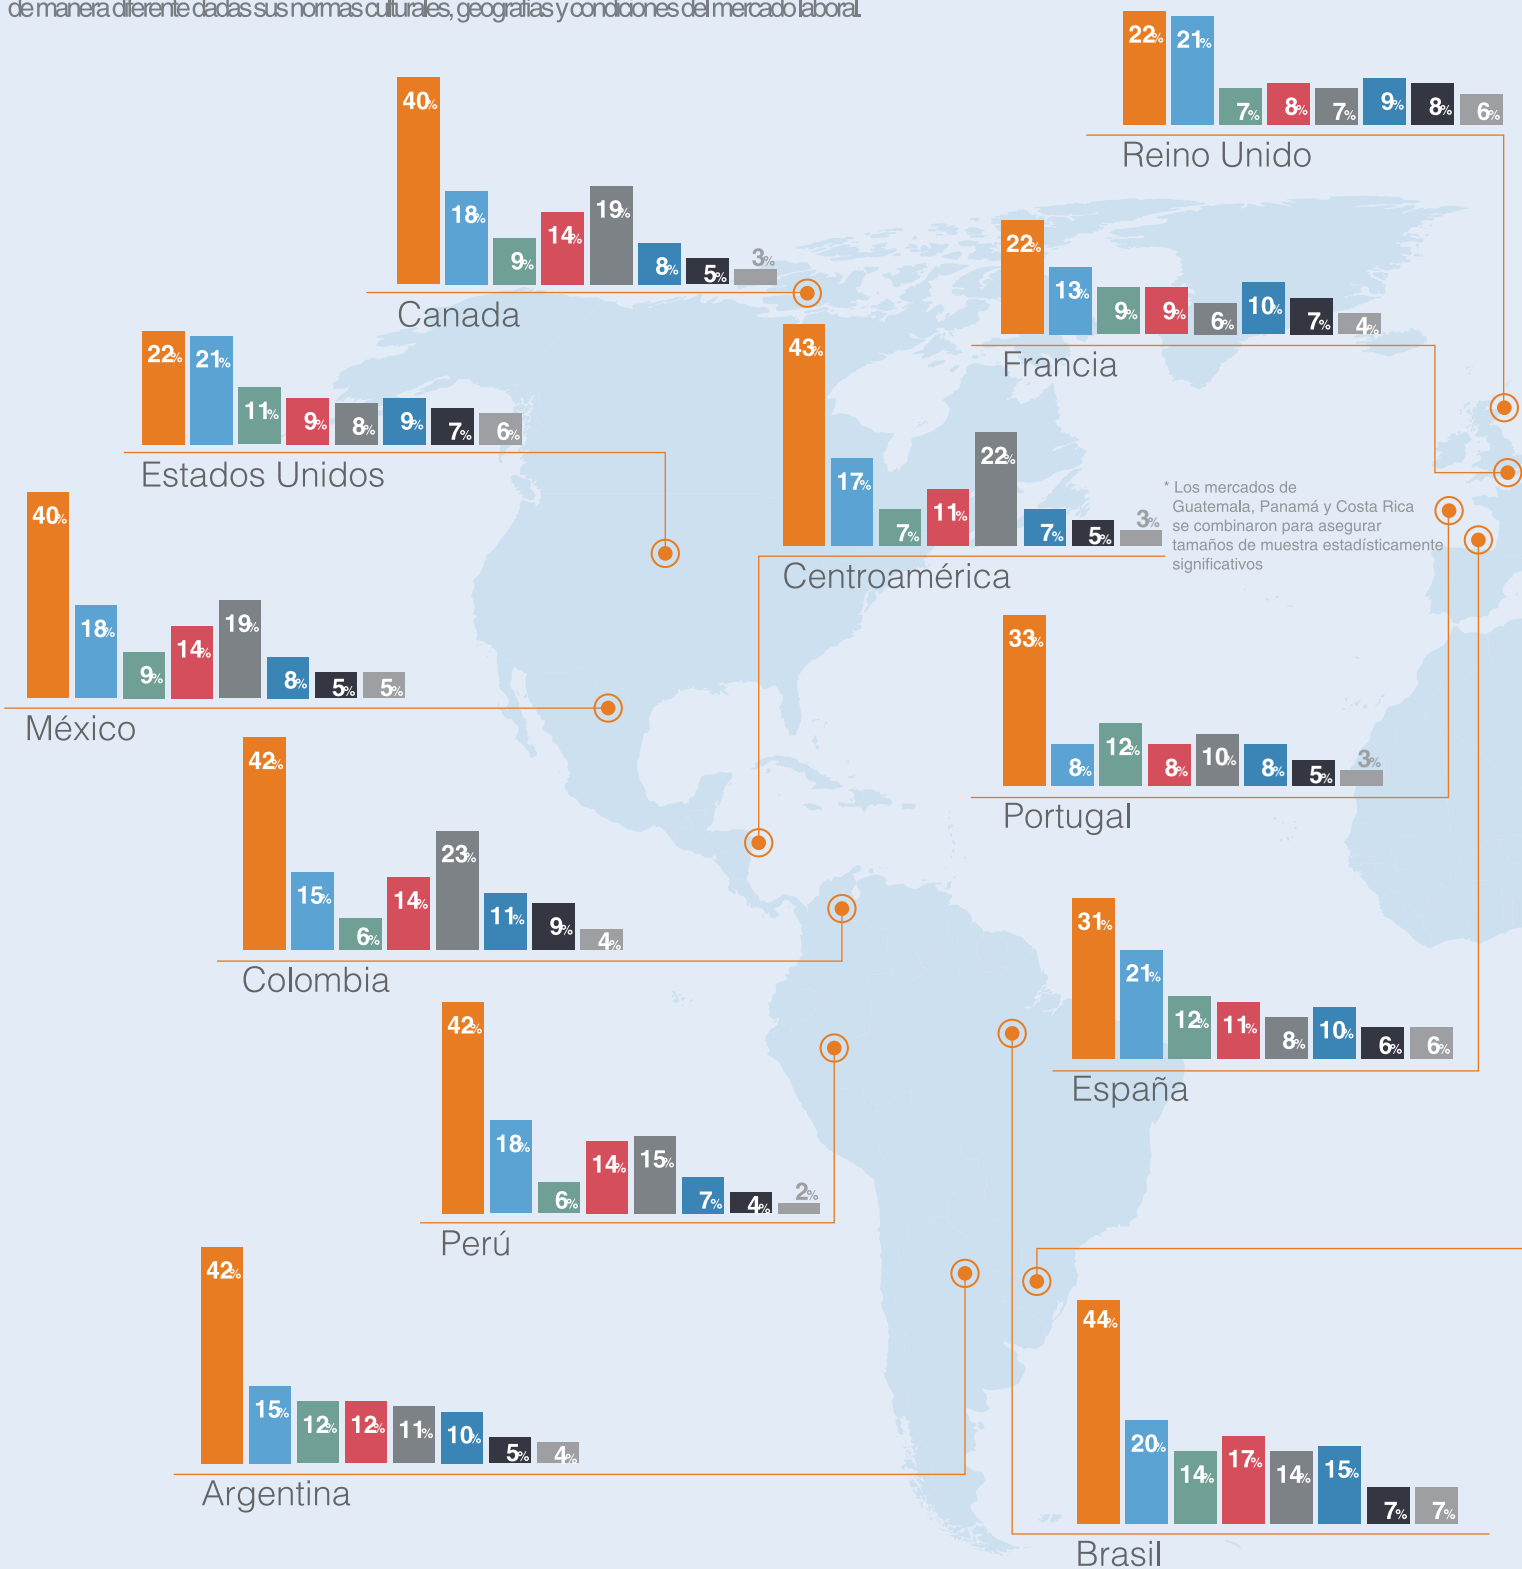 de manera diferente dadas sus normas culturales, geografías y condiciones del mercado laboral.
22% 21% 7% 8% 7% 9% 8% 6%
Reino Unido
40% 18% 9% 14% 19% 8% 5% 3%
Canada
22% 13% 9% 9% 6% 10% 7% 4%
Francia
22% 21% 11% 9% 8% 9% 7% 6%
Estados Unidos
43% 17% 7% 11% 22% 7% 5% 3%
Centroamérica
* Los mercados de
Guatemala, Panamá y Costa Rica
se combinaron para asegurar
tamaños de muestra estadísticamente
significativos
40% 18% 9% 14% 19% 8% 5% 5%
México
33% 8% 12% 8% 10% 8% 5% 3%
Portugal
42% 15% 6% 14% 23% 11% 9% 4%
Colombia
31% 21% 12% 11% 8% 10% 6% 6%
España
42% 18% 6% 14% 15% 7% 4% 2%
Perú
42% 15% 12% 12% 11% 10% 5% 4%
Argentina
44% 20% 14% 17% 14% 15% 7% 7%
Brasil